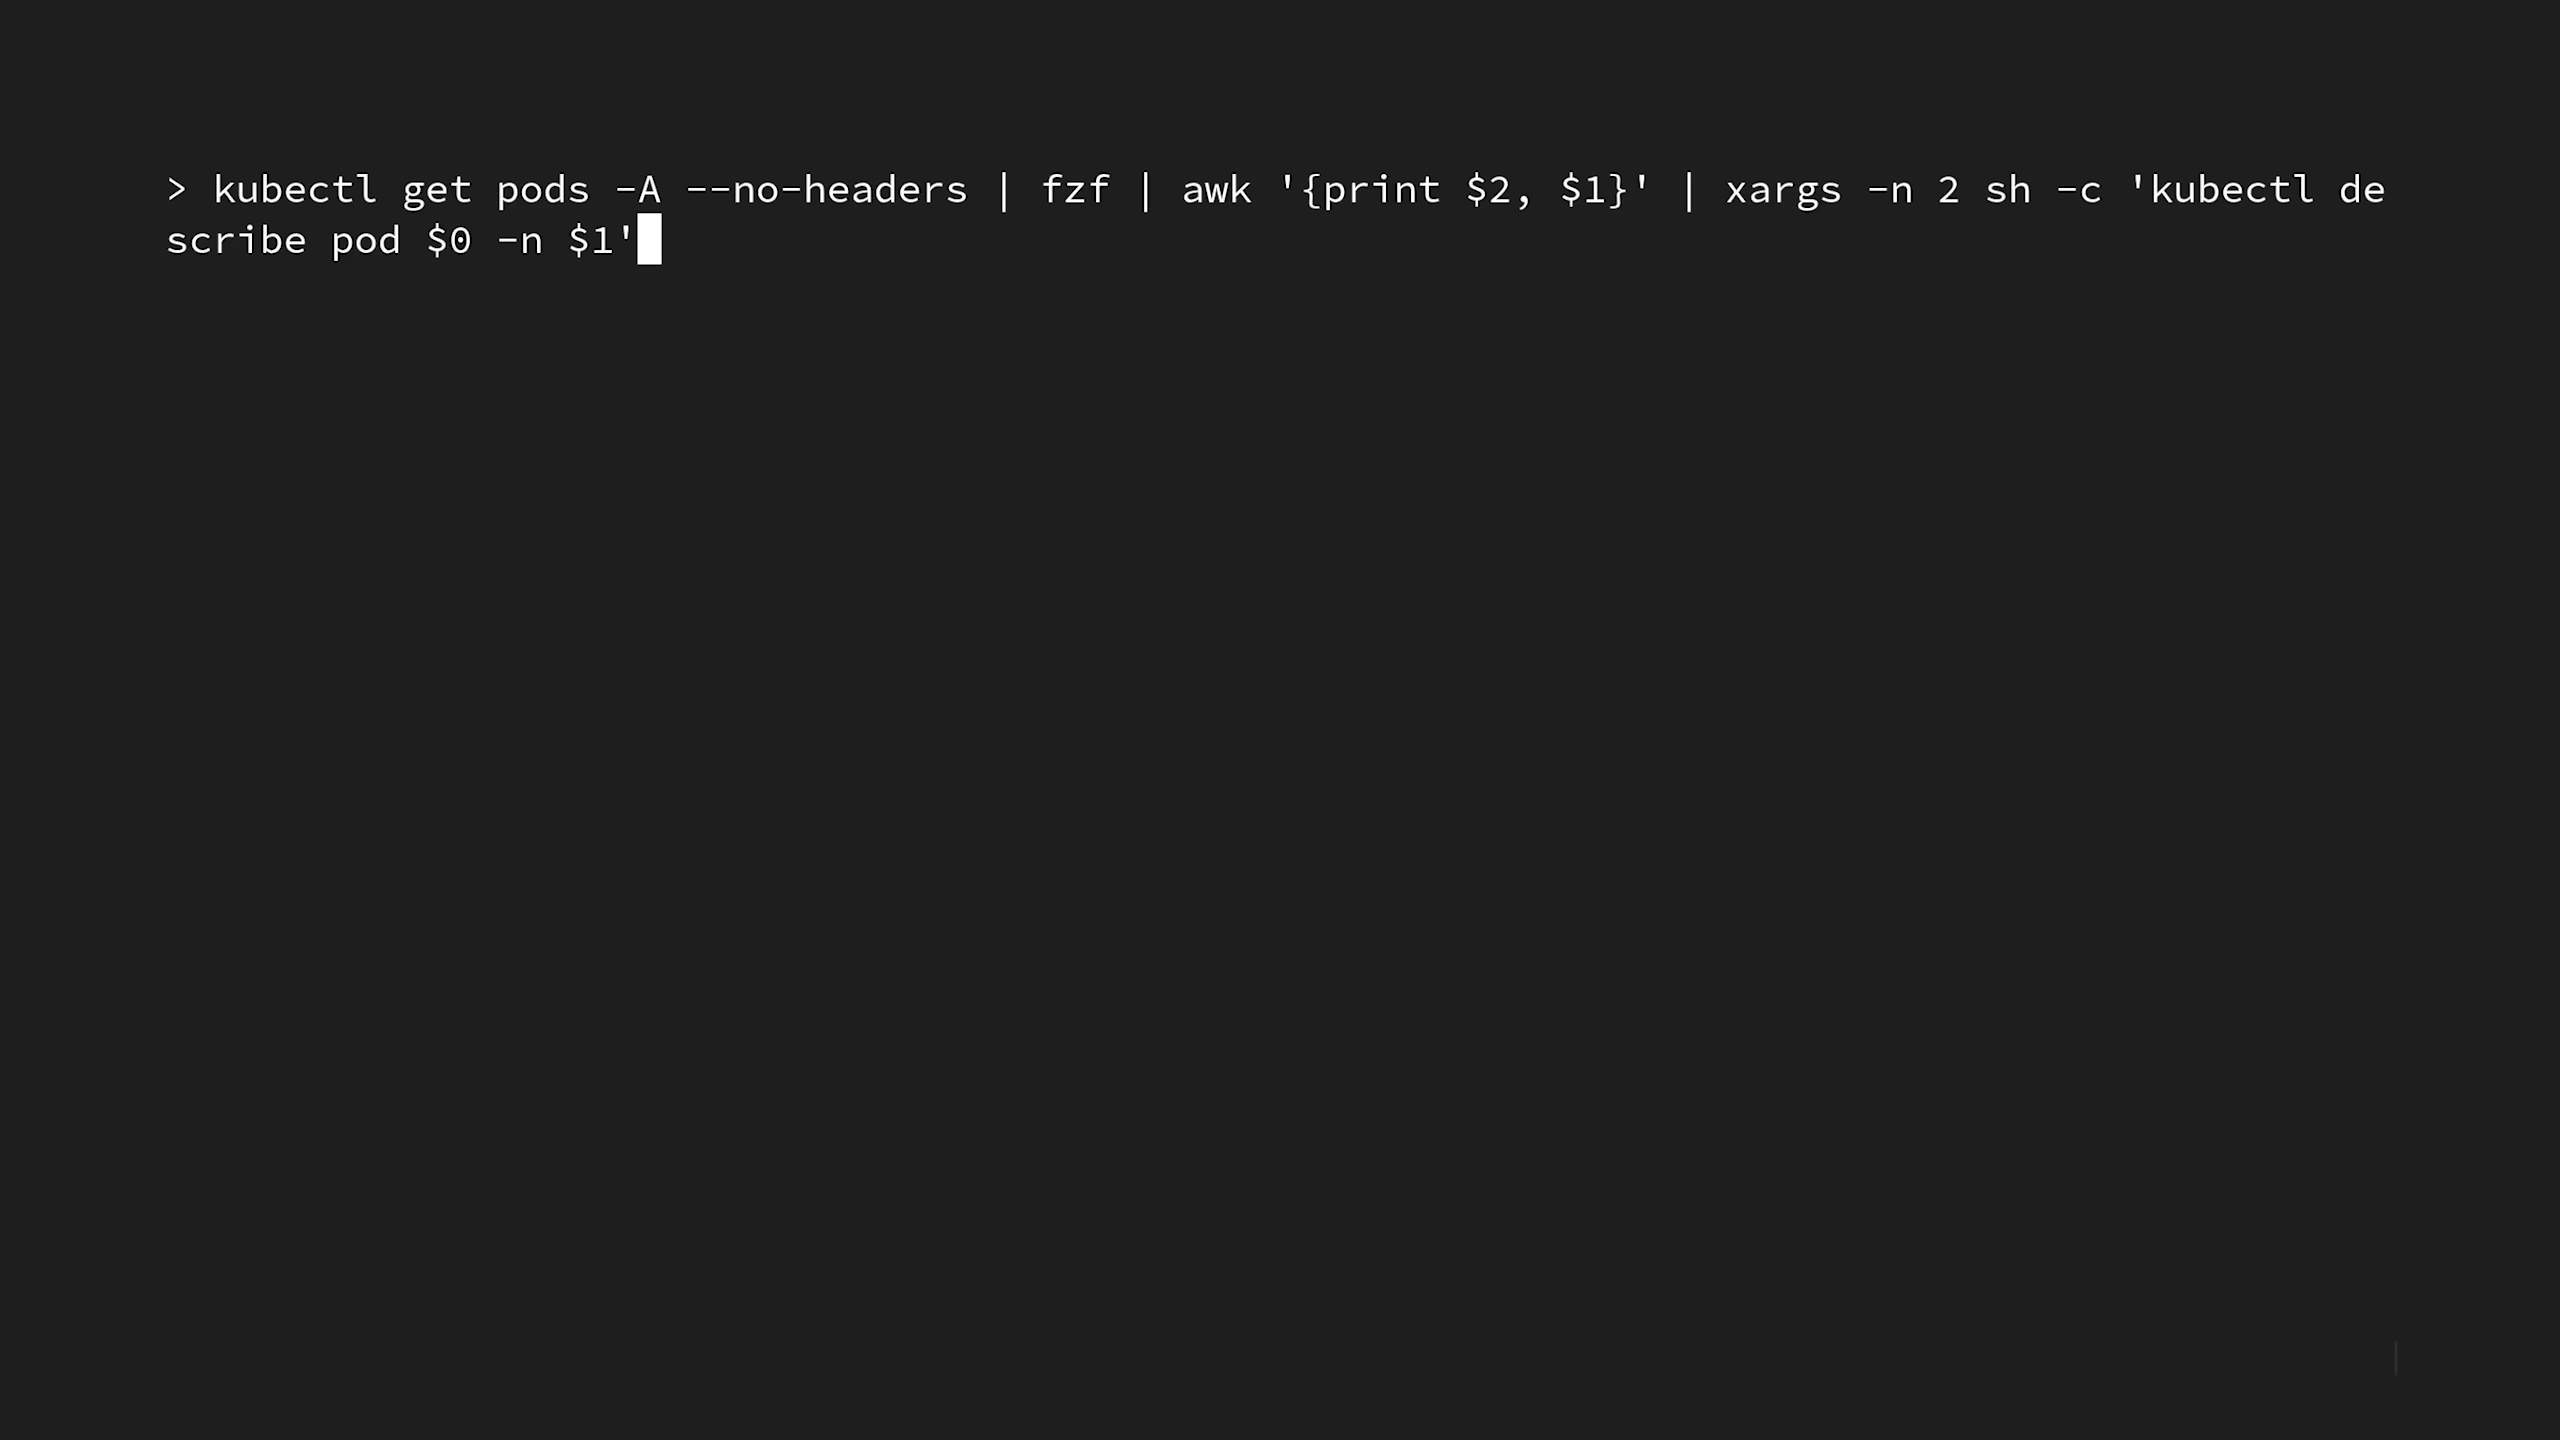 > kubectl get pods -A --no-headers | fzf | awk '{print $2, $1}' | xargs -n 2 sh -c 'kubectl de
scribe pod $0 -n $1'